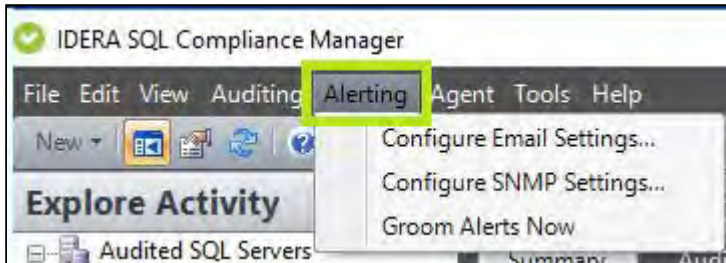 IDERA SQL Compliance Manager
File Edit View Auditing Alerting Agent Tools Help
New
Configure Email Settings...
Configure SNMP Settings...
Explore Activity
Groom Alerts Now
Audited SQL Servers
Summary